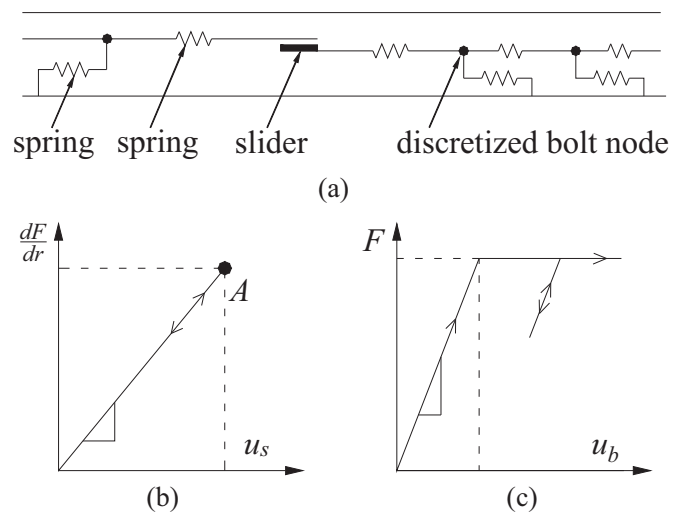 spring spring slider discretized bolt node
(a)
dF
dr
A
u_s
(b)
F
u_b
(c)